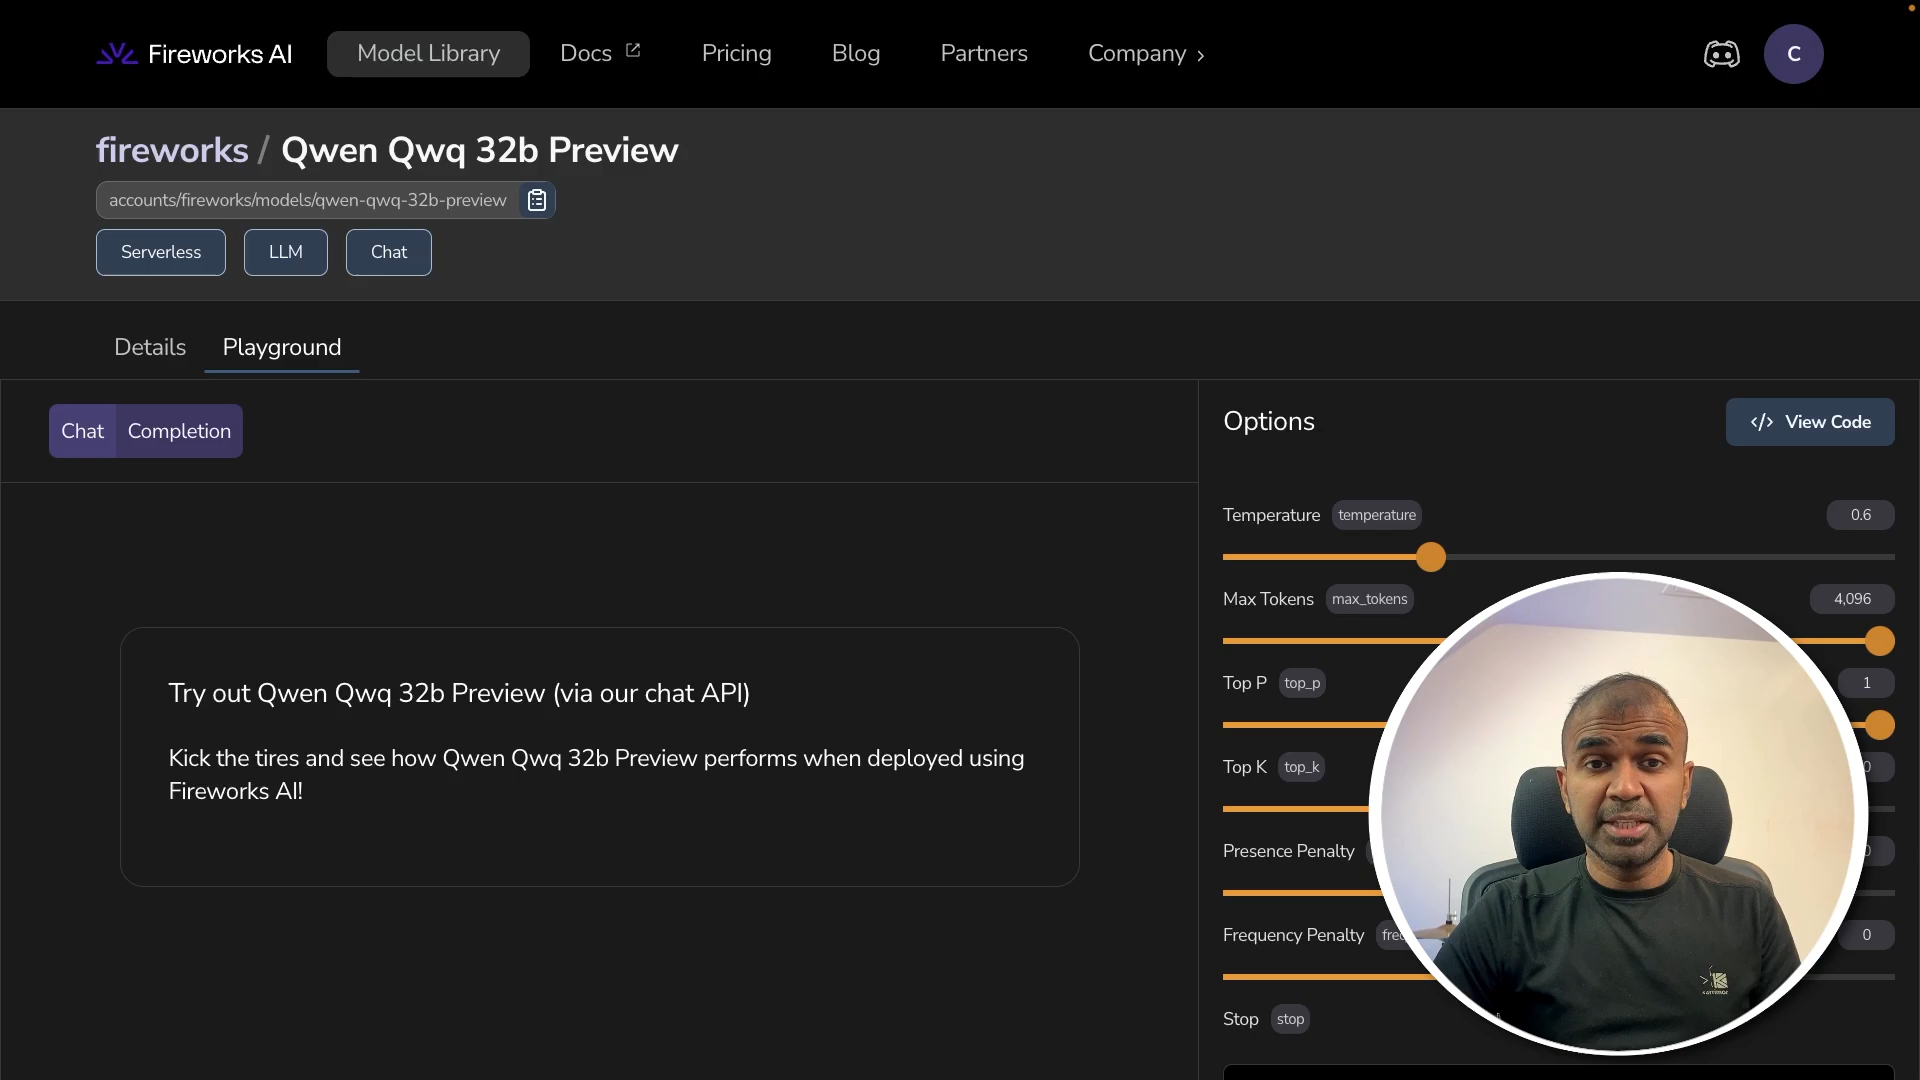 Fireworks AI
Model Library
Docs
Pricing
Blog
Partners
Company
C
fireworks / Qwen Qwq 32b Preview
accounts/fireworks/models/qwen-qwq-32b-preview
Serverless
LLM
Chat
Details
Playground
Chat
Completion
Options
</> View Code
Temperature temperature 0.6
Max Tokens max_tokens 4,096
Top P top_p 1
Top K top_k 0
Presence Penalty 0
Frequency Penalty 0
Stop stop
Try out Qwen Qwq 32b Preview (via our chat API)
Kick the tires and see how Qwen Qwq 32b Preview performs when deployed using
Fireworks AI!